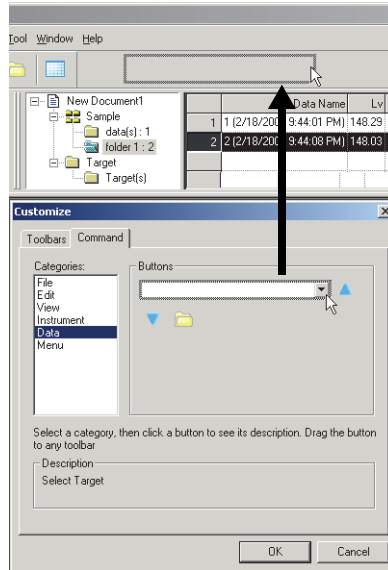 Tool Window Help
New Document1
Sample
data(s) : 1
folder 1 : 2
Target
Target(s)
Data Name Lv
1 1 (2/18/200 9:44:01 PM) 148.29
2 2 (2/18/200 9:44:08 PM) 148.03
Customize
Toolbars Command
Categories:
File
Edit
View
Instrument
Data
Menu
Buttons
Select a category, then click a button to see its description. Drag the button
to any toolbar
Description
Select Target
OK Cancel